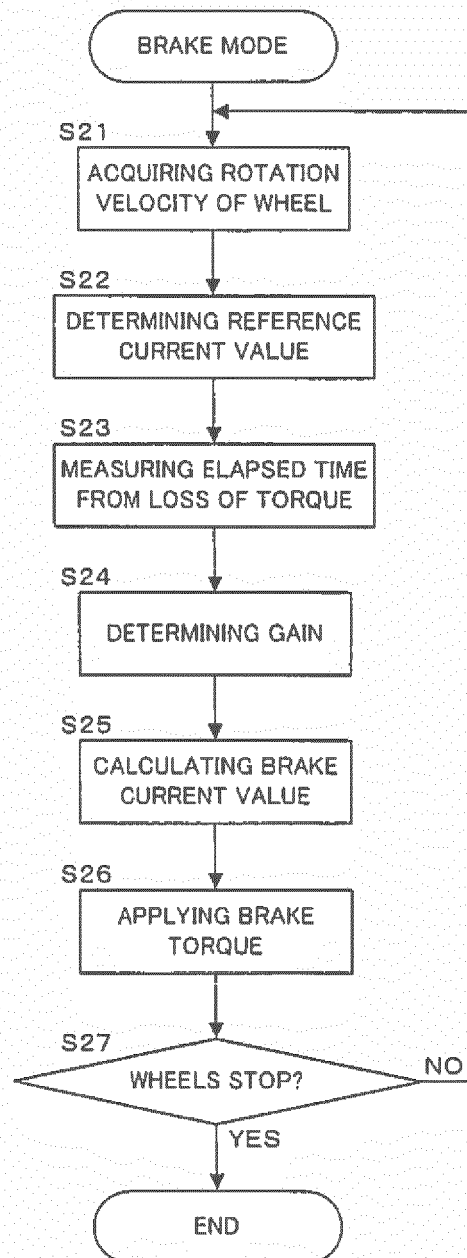 BRAKE MODE
S21
ACQUIRING ROTATION
VELOCITY OF WHEEL
S22
DETERMINING REFERENCE
CURRENT VALUE
S23
MEASURING ELAPSED TIME
FROM LOSS OF TORQUE
S24
DETERMINING GAIN
S25
CALCULATING BRAKE
CURRENT VALUE
S26
APPLYING BRAKE
TORQUE
S27
WHEELS STOP?
NO
YES
END